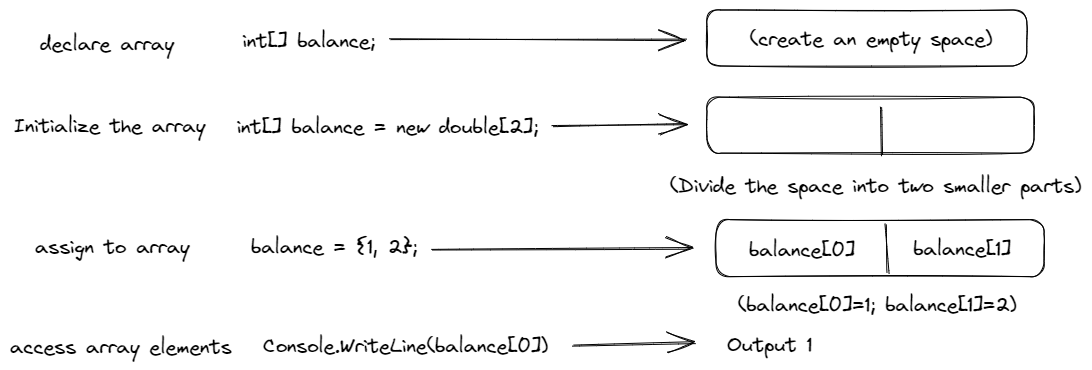 declare array int[] balance; (create an empty space)
Initialize the array int[] balance = new double[2];
(Divide the space into two smaller parts)
assign to array balance = {1, 2}; balance[0] balance[1]
(balance[0]=1; balance[1]=2)
access array elements Console.WriteLine(balance[0]) Output 1